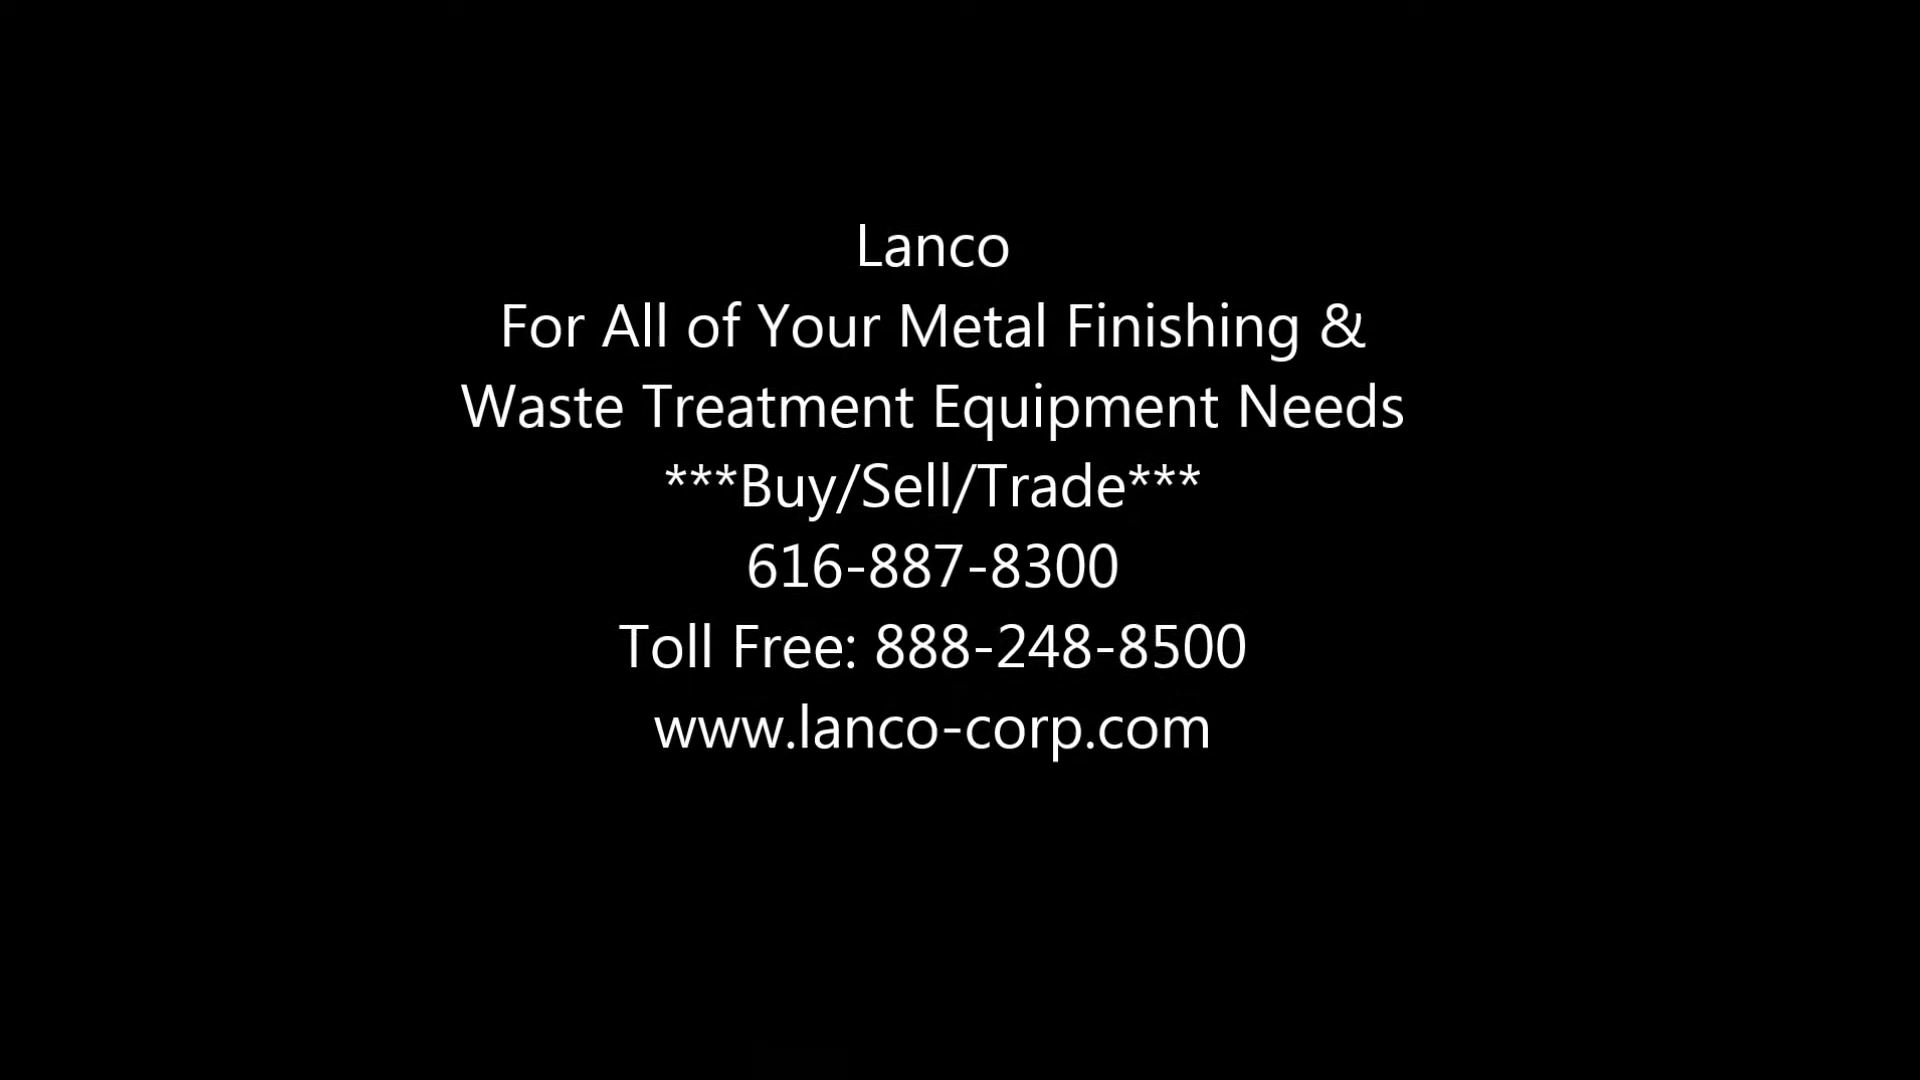 Lanco
For All of Your Metal Finishing &
Waste Treatment Equipment Needs
***Buy/Sell/Trade***
616-887-8300
Toll Free: 888-248-8500
www.lanco-corp.com